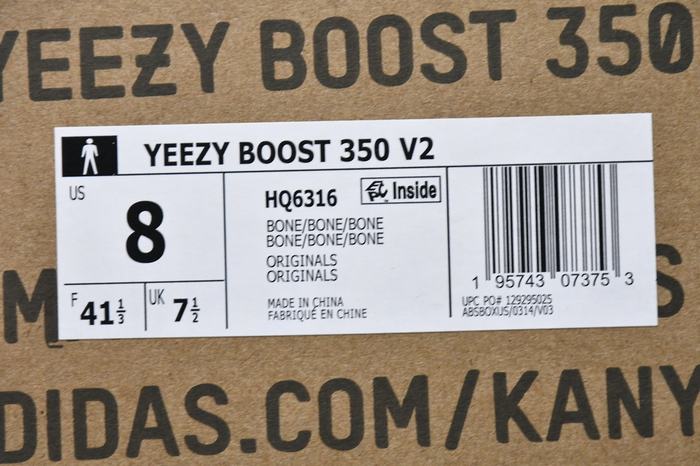 YEEZY BOOST 350
YEEZY BOOST 350 V2
US
8
F 41 1/3
UK 7 1/2
HQ6316
Inside
BONE/BONE/BONE
BONE/BONE/BONE
ORIGINALS
ORIGINALS
MADE IN CHINA
FABRIQUÉ EN CHINE
1 95743 07375 3
UPC PO# 129295025
ABSBOXUS/0314/V03
M
S
DIDAS.COM/KANY